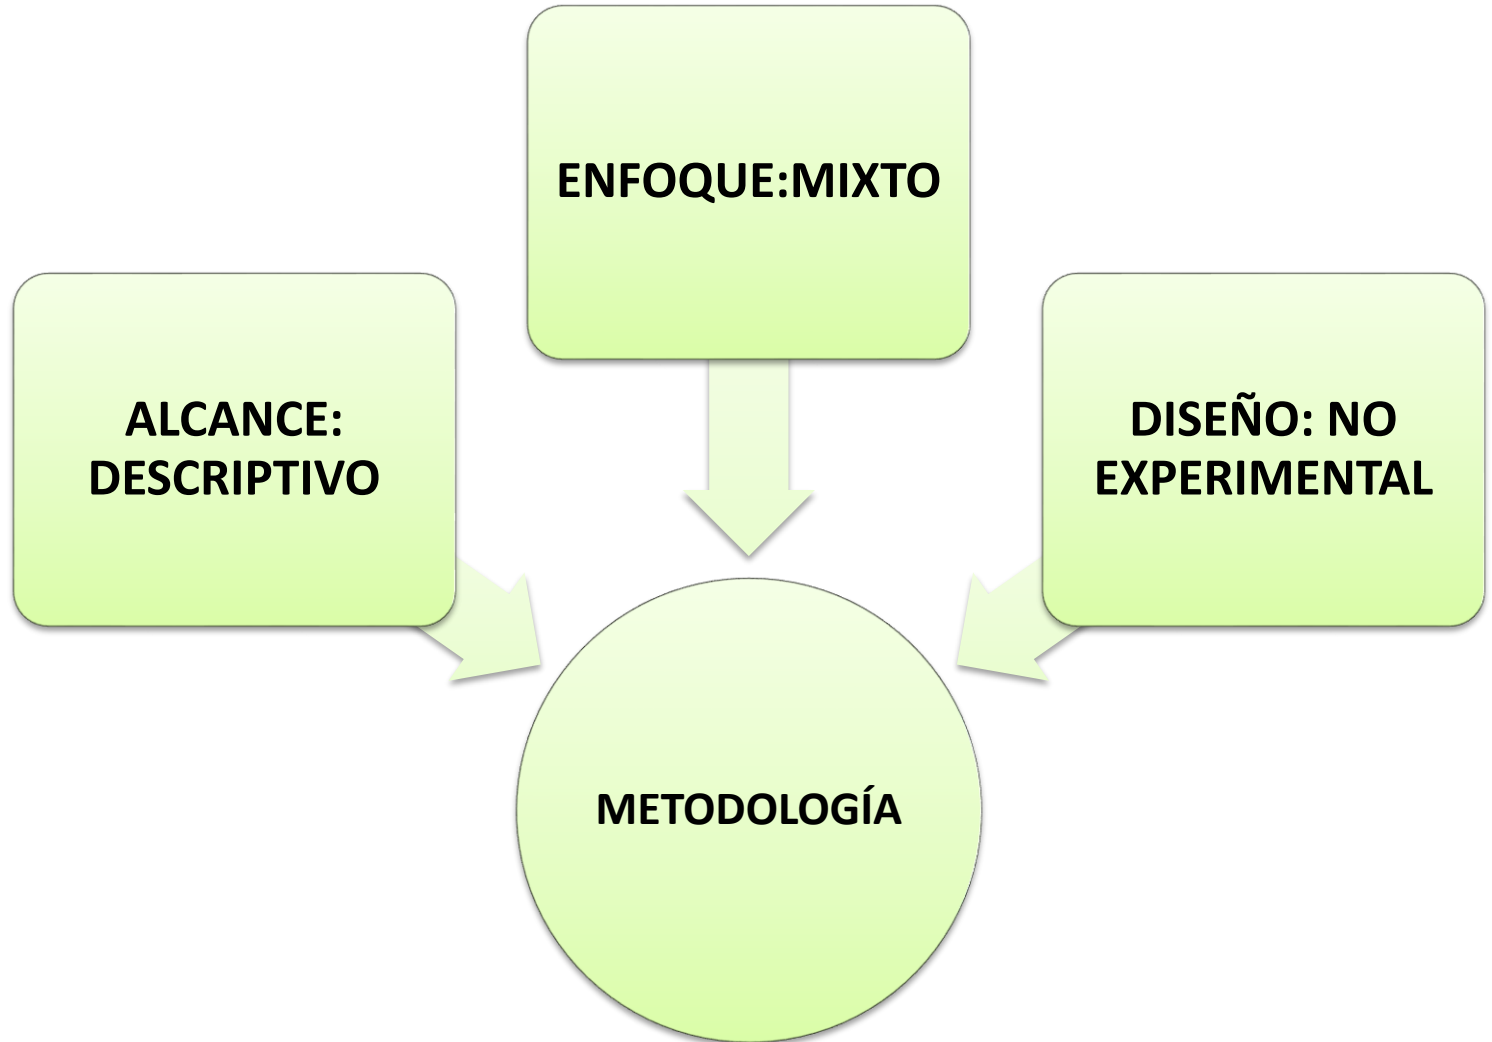 ENFOQUE:MIXTO
ALCANCE:
DESCRIPTIVO
DISEÑO: NO
EXPERIMENTAL
METODOLOGÍA